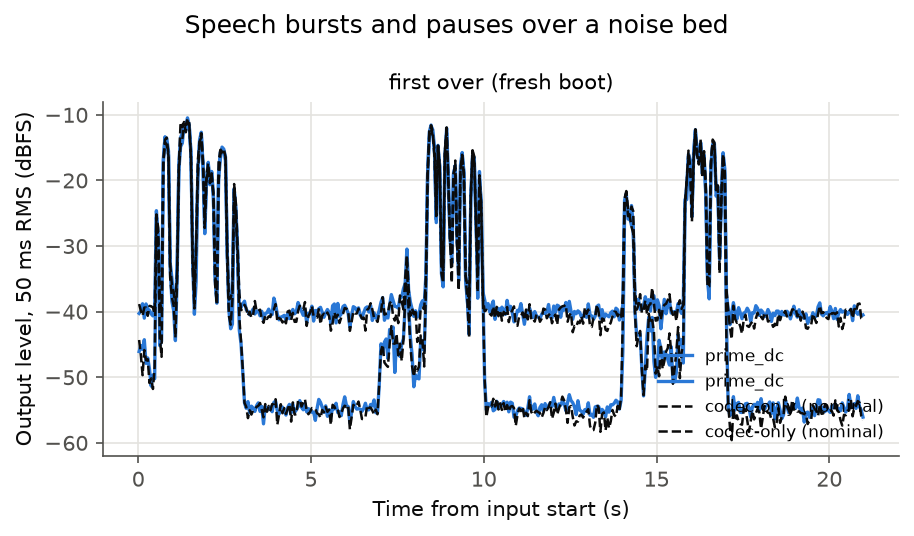 Speech bursts and pauses over a noise bed
first over (fresh boot)
Output level, 50 ms RMS (dBFS)
−10
−20
−30
−40
−50
−60
prime_dc
prime_dc
codec-only (nominal)
codec-only (nominal)
0
5
10
15
20
Time from input start (s)